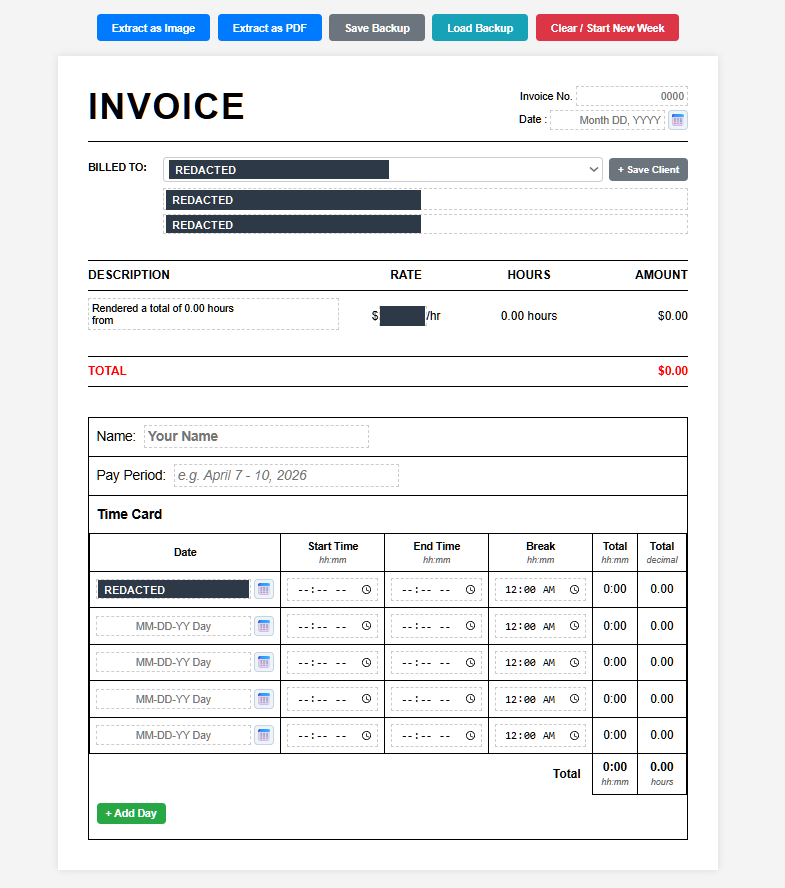 Extract as Image Extract as PDF Save Backup Load Backup Clear / Start New Week
INVOICE
Invoice No. 0000
Date : Month DD, YYYY
BILLED TO: REDACTED + Save Client
REDACTED
REDACTED
DESCRIPTION RATE HOURS AMOUNT
Rendered a total of 0.00 hours
from
$ /hr 0.00 hours $0.00
TOTAL $0.00
Name: Your Name
Pay Period: e.g. April 7 - 10, 2026
Time Card
Date Start Time End Time Break Total Total
hh:mm hh:mm hh:mm hh:mm decimal
REDACTED --:-- -- --:-- -- 12:00 AM 0:00 0.00
MM-DD-YY Day --:-- -- --:-- -- 12:00 AM 0:00 0.00
MM-DD-YY Day --:-- -- --:-- -- 12:00 AM 0:00 0.00
MM-DD-YY Day --:-- -- --:-- -- 12:00 AM 0:00 0.00
MM-DD-YY Day --:-- -- --:-- -- 12:00 AM 0:00 0.00
Total 0:00 0.00
hh:mm hours
+ Add Day